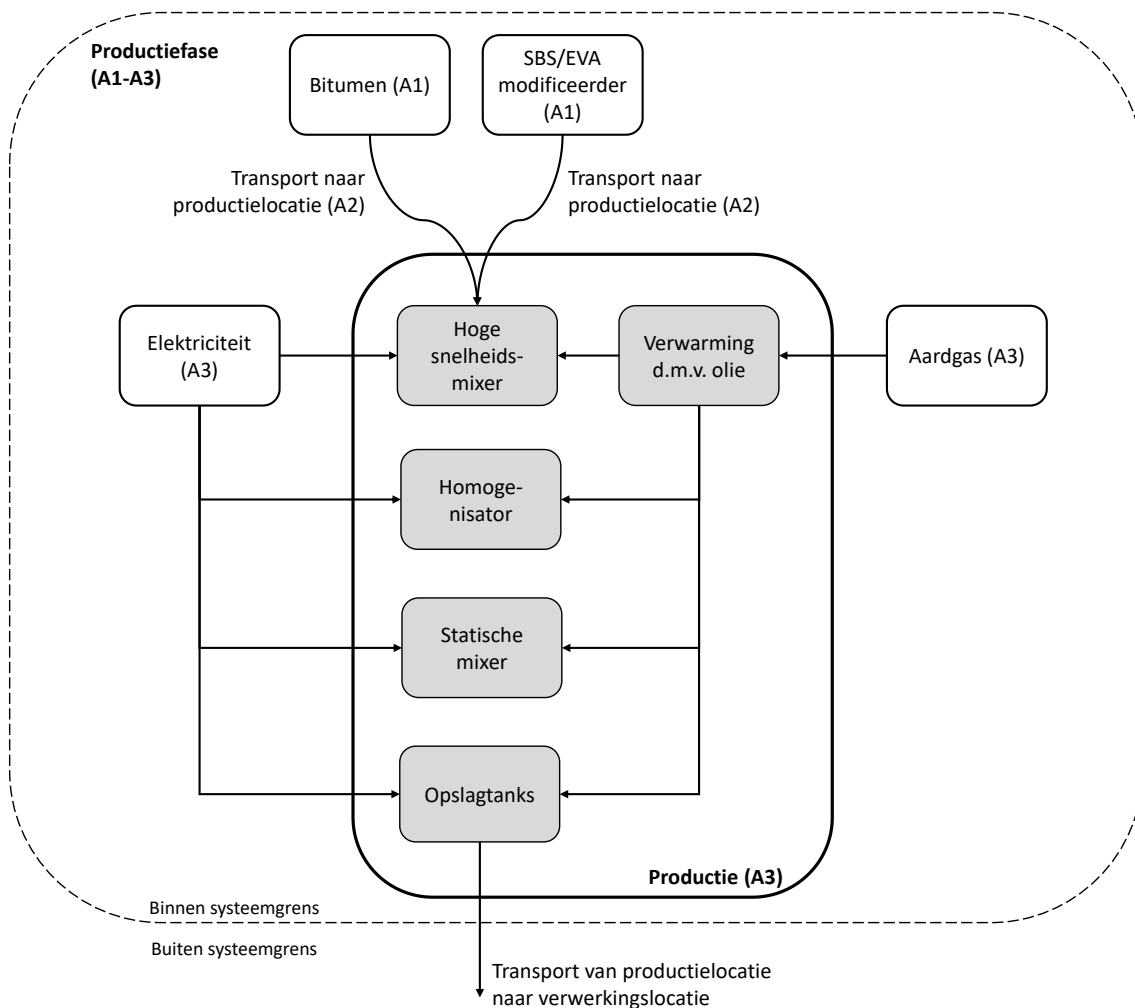 Productiefase
(A1-A3)
Bitumen (A1)
SBS/EVA
modificeerder
(A1)
Transport naar
productielocatie (A2)
Transport naar
productielocatie (A2)
Elektriciteit
(A3)
Hoge
snelheids-
mixer
Verwarming
d.m.v. olie
Aardgas (A3)
Homoge-
nisator
Statische
mixer
Opslagtanks
Productie (A3)
Binnen systeemgrens
Buiten systeemgrens
Transport van productielocatie
naar verwerkingslocatie